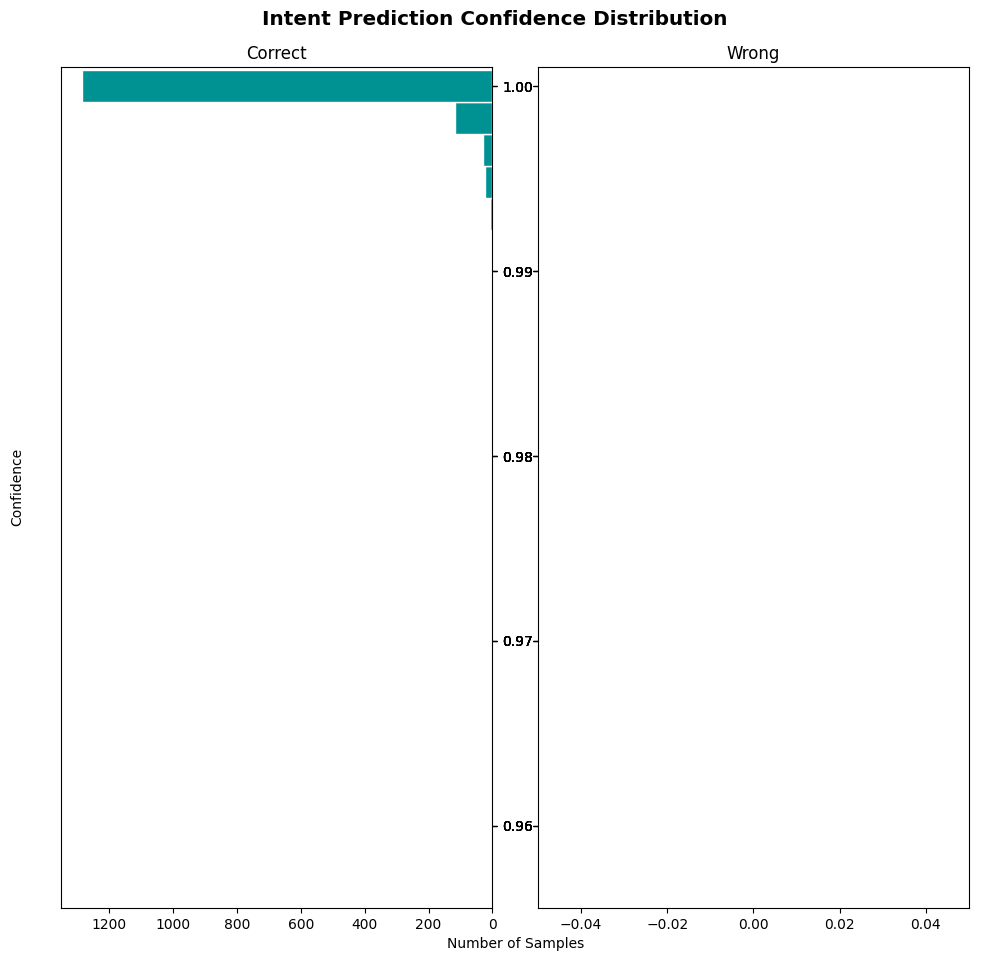 Intent Prediction Confidence Distribution
Correct
Wrong
1.00
0.99
0.98
0.97
0.96
Confidence
1200 1000 800 600 400 200 0
−0.04 −0.02 0.00 0.02 0.04
Number of Samples